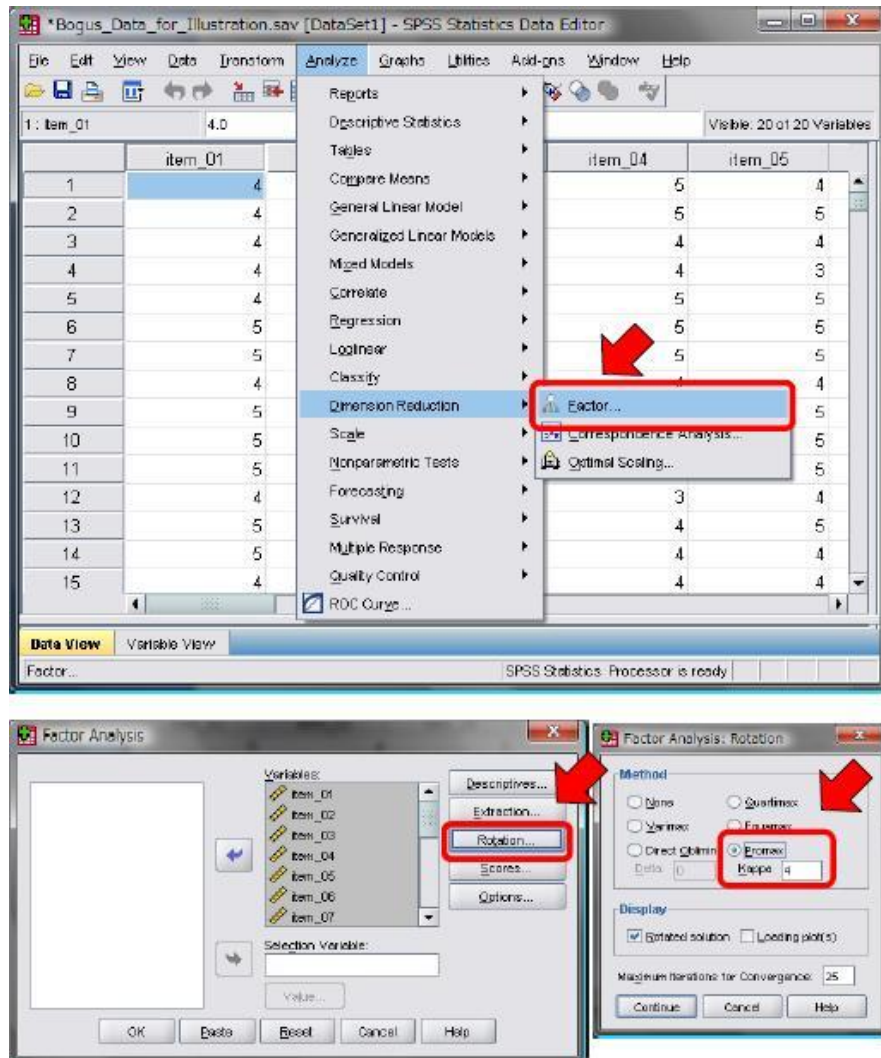 *Bogus_Data_for_Illustration.sav [DataSet1] - SPSS Statistics Data Editor
File Edit View Data Transform Analyze Graphs Utilities Add-ons Window Help
1 : item_01 4.0 Visible: 20 of 20 Variables
item_01 item_04 item_05
1 4 5 4
2 4 5 5
3 4 4 4
4 4 4 3
5 4 5 5
6 5 5 5
7 5 5 5
8 4 4
9 5 5
10 5 5
11 5 5
12 4 3 4
13 5 4 5
14 5 4 4
15 4 4 4
Reports
Descriptive Statistics
Tables
Compare Means
General Linear Model
Generalized Linear Models
Mixed Models
Correlate
Regression
Loglinear
Classify
Dimension Reduction
Scale
Nonparametric Tests
Forecasting
Survival
Multiple Response
Quality Control
ROC Curve...
Factor...
Correspondence Analysis...
Optimal Scaling...
Data View Variable View
Factor... SPSS Statistics Processor is ready
Factor Analysis
Variables:
item_01
item_02
item_03
item_04
item_05
item_06
item_07
Selection Variable:
Value...
Descriptives...
Extraction...
Rotation...
Scores...
Options...
OK Paste Reset Cancel Help
Factor Analysis: Rotation
Method
None Quartimax
Varimax Equamax
Direct Oblimin Promax
Delta 0 Kappa 4
Display
Rotated solution Loading plot(s)
Maximum Iterations for Convergence: 25
Continue Cancel Help